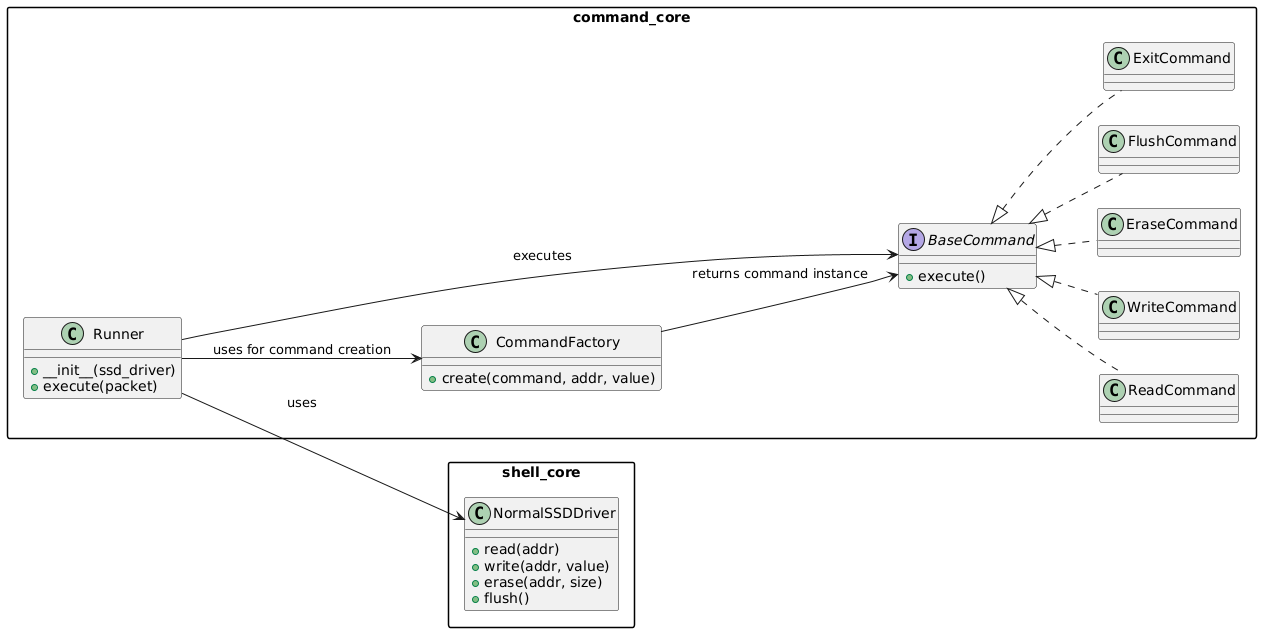 command_core
C ExitCommand
C FlushCommand
C EraseCommand
I BaseCommand
execute()
C WriteCommand
C ReadCommand
executes
returns command instance
C Runner
__init__(ssd_driver)
execute(packet)
uses for command creation
C CommandFactory
create(command, addr, value)
uses
shell_core
C NormalSSDDriver
read(addr)
write(addr, value)
erase(addr, size)
flush()